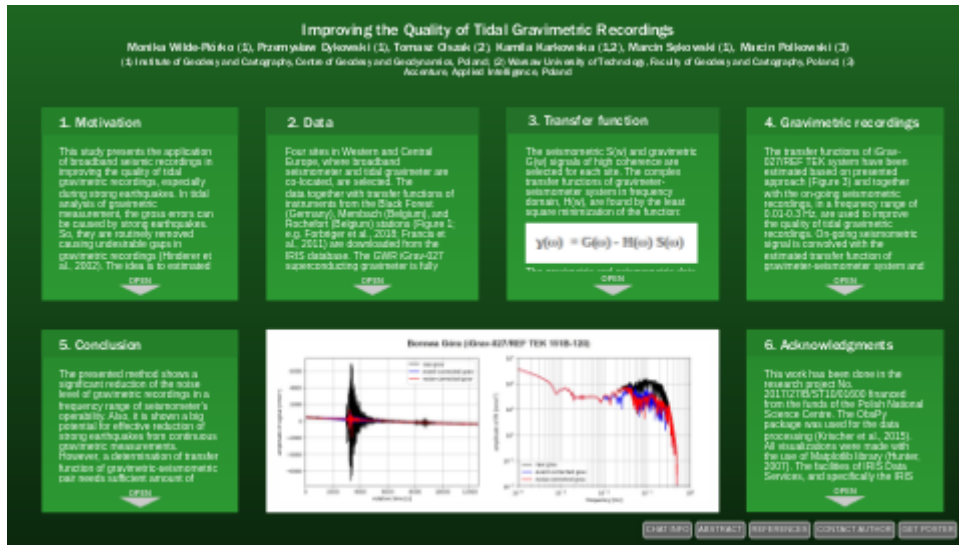 Improving the Quality of Tidal Gravimetric Recordings
Monika Wilde-Piórko (1), Przemysław Dykowski (1), Tomasz Olszak (2), Kamila Karkowska (1,2), Marcin Sękowski (1), Marcin Polkowski (3)
(1) Institute of Geodesy and Cartography, Centre of Geodesy and Geodynamics, Poland; (2) Warsaw University of Technology, Faculty of Geodesy and Cartography, Poland; (3)
Accenture, Applied Intelligence, Poland
1. Motivation
This study presents the application
of broadband seismic recordings in
improving the quality of tidal
gravimetric recordings, especially
during strong earthquakes. In tidal
analysis of gravimetric
measurement, the gross errors can
be caused by strong earthquakes.
So, they are routinely removed
causing undesirable gaps in
gravimetric recordings (Hinderer et
al., 2002). The idea is to estimated
OPEN
2. Data
Four sites in Western and Central
Europe, where broadband
seismometer and tidal gravimeter are
co-located, are selected. The
data together with transfer functions of
instruments from the Black Forest
(Germany), Membach (Belgium), and
Rochefort (Belgium) stations (Figure 1;
e.g. Forbriger et al., 2018; Francis et
al., 2011) are downloaded from the
IRIS database. The GWR iGrav-027
superconducting gravimeter is fully
OPEN
3. Transfer function
The seismometric S(w) and gravimetric
G(w) signals of high coherence are
selected for each site. The complex
transfer functions of gravimeter-
seismometer system in frequency
domain, H(w), are found by the least
square minimization of the function:
γ(ω) = G(ω) - H(ω) S(ω)
OPEN
4. Gravimetric recordings
The transfer functions of iGrav-
027/REF TEK system have been
estimated based on presented
approach (Figure 3) and together
with the on-going seismometric
recordings, in a frequency range of
0.01-0.3 Hz, are used to improve
the quality of tidal gravimetric
recordings. On-going seismometric
signal is convolved with the
estimated transfer function of
gravimeter-seismometer system and
OPEN
5. Conclusion
The presented method shows a
significant reduction of the noise
level of gravimetric recordings in a
frequency range of seismometer's
operability. Also, it is shown a big
potential for effective reduction of
strong earthquakes from continuous
gravimetric measurements.
However, a determination of transfer
function of gravimetric-seismometric
pair needs sufficient amount of
OPEN
Borowa Góra (iGrav-027/REF TEK 151B-120)
6. Acknowledgments
This work has been done in the
research project No.
2017/27/B/ST10/01600 financed
from the funds of the Polish National
Science Centre. The ObsPy
package was used for the data
processing (Krischer et al., 2015).
All visualizations were made with
the use of Matplotlib library (Hunter,
2007). The facilities of IRIS Data
Services, and specifically the IRIS
OPEN
CHAT INFO
ABSTRACT
REFERENCES
CONTACT AUTHOR
GET POSTER